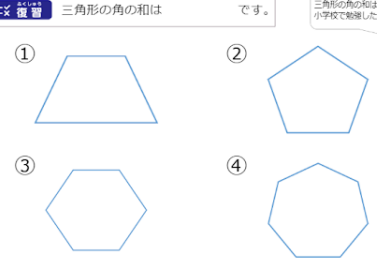 ふくしゅう
復習 三角形の角の和は です。
三角形の角の和は
小学校で勉強した
①
②
③
④